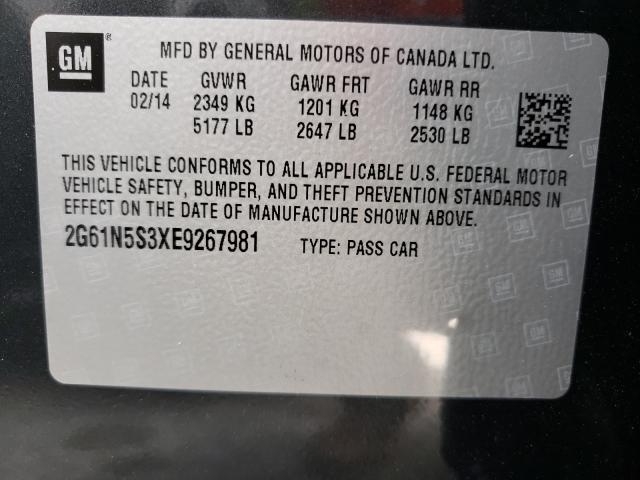 GM ®
MFD BY GENERAL MOTORS OF CANADA LTD.
DATE GVWR GAWR FRT GAWR RR
02/14 2349 KG 1201 KG 1148 KG
5177 LB 2647 LB 2530 LB
THIS VEHICLE CONFORMS TO ALL APPLICABLE U.S. FEDERAL MOTOR
VEHICLE SAFETY, BUMPER, AND THEFT PREVENTION STANDARDS IN
EFFECT ON THE DATE OF MANUFACTURE SHOWN ABOVE.
2G61N5S3XE9267981 TYPE: PASS CAR